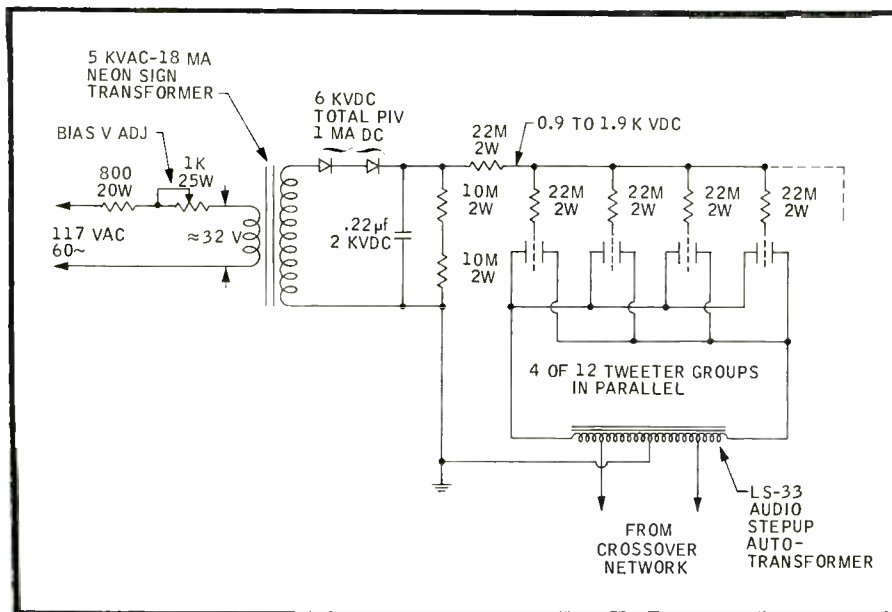 5 KVAC-18 MA
NEON SIGN
TRANSFORMER
6 KVDC
TOTAL PIV
1 MA DC
BIAS V ADJ
800
20W
1K
25W
117 VAC
60~
≈32 V
.22µf
2 KVDC
10M
2W
10M
2W
22M
2W
0.9 TO 1.9 K VDC
22M
2W
22M
2W
22M
2W
22M
2W
4 OF 12 TWEETER GROUPS
IN PARALLEL
FROM
CROSSOVER
NETWORK
LS-33
AUDIO
STEPUP
AUTO-
TRANSFORMER